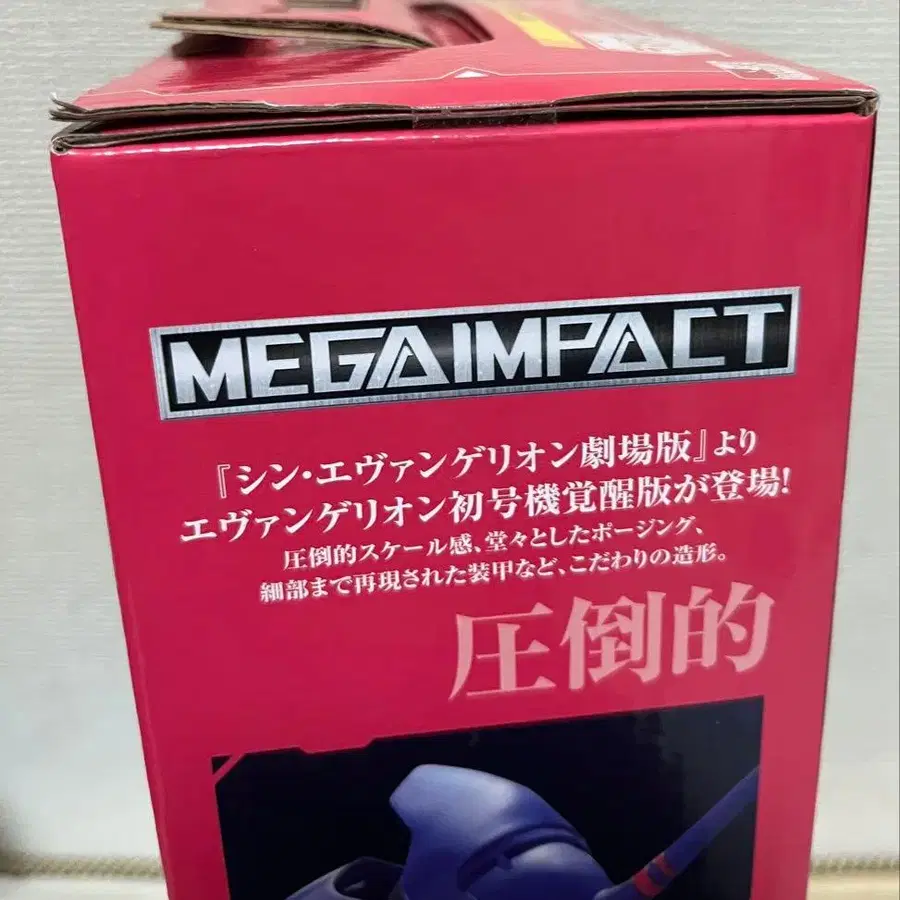 MEGAIMPACT
『シン・エヴァンゲリオン劇場版』より
エヴァンゲリオン初号機覚醒版が登場!
圧倒的スケール感、堂々としたポージング、
細部まで再現された装甲など、こだわりの造形。
圧倒的